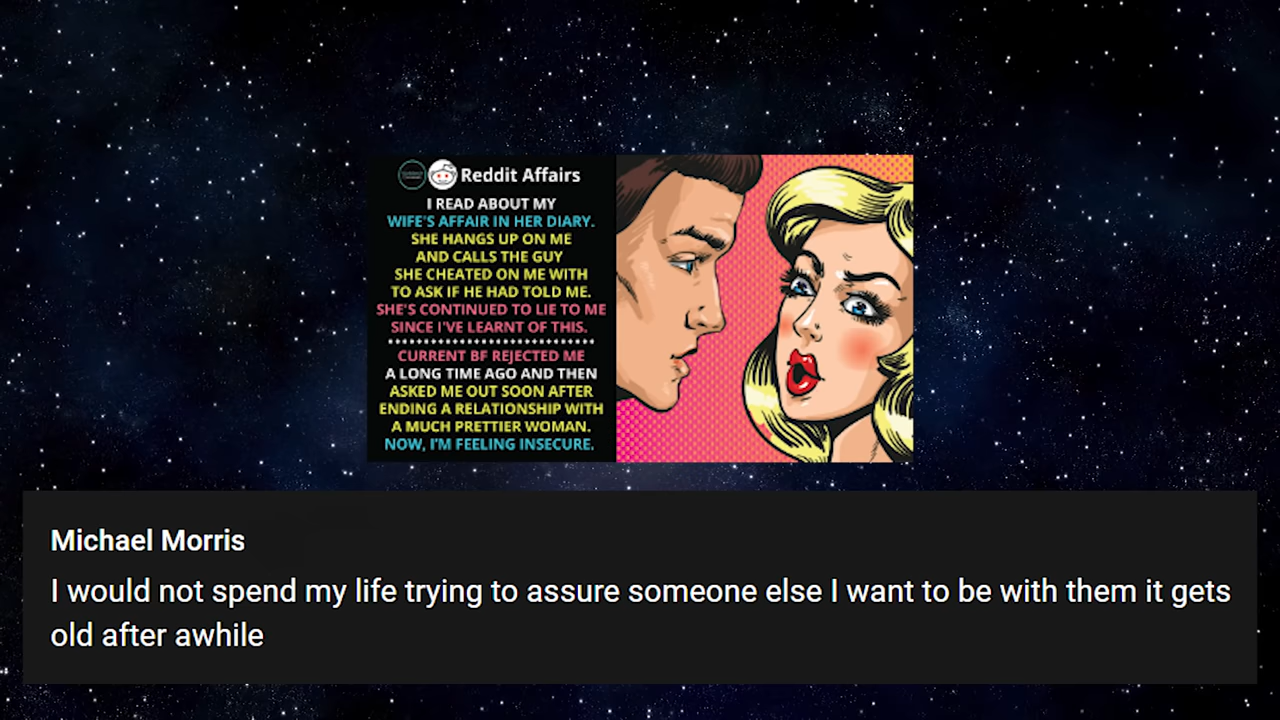 Reddit Affairs
I READ ABOUT MY
WIFE'S AFFAIR IN HER DIARY.
SHE HANGS UP ON ME
AND CALLS THE GUY
SHE CHEATED ON ME WITH
TO ASK IF HE HAD TOLD ME.
SHE'S CONTINUED TO LIE TO ME
SINCE I'VE LEARNT OF THIS.
CURRENT BF REJECTED ME
A LONG TIME AGO AND THEN
ASKED ME OUT SOON AFTER
ENDING A RELATIONSHIP WITH
A MUCH PRETTIER WOMAN.
NOW, I'M FEELING INSECURE.
Michael Morris
I would not spend my life trying to assure someone else I want to be with them it gets
old after awhile